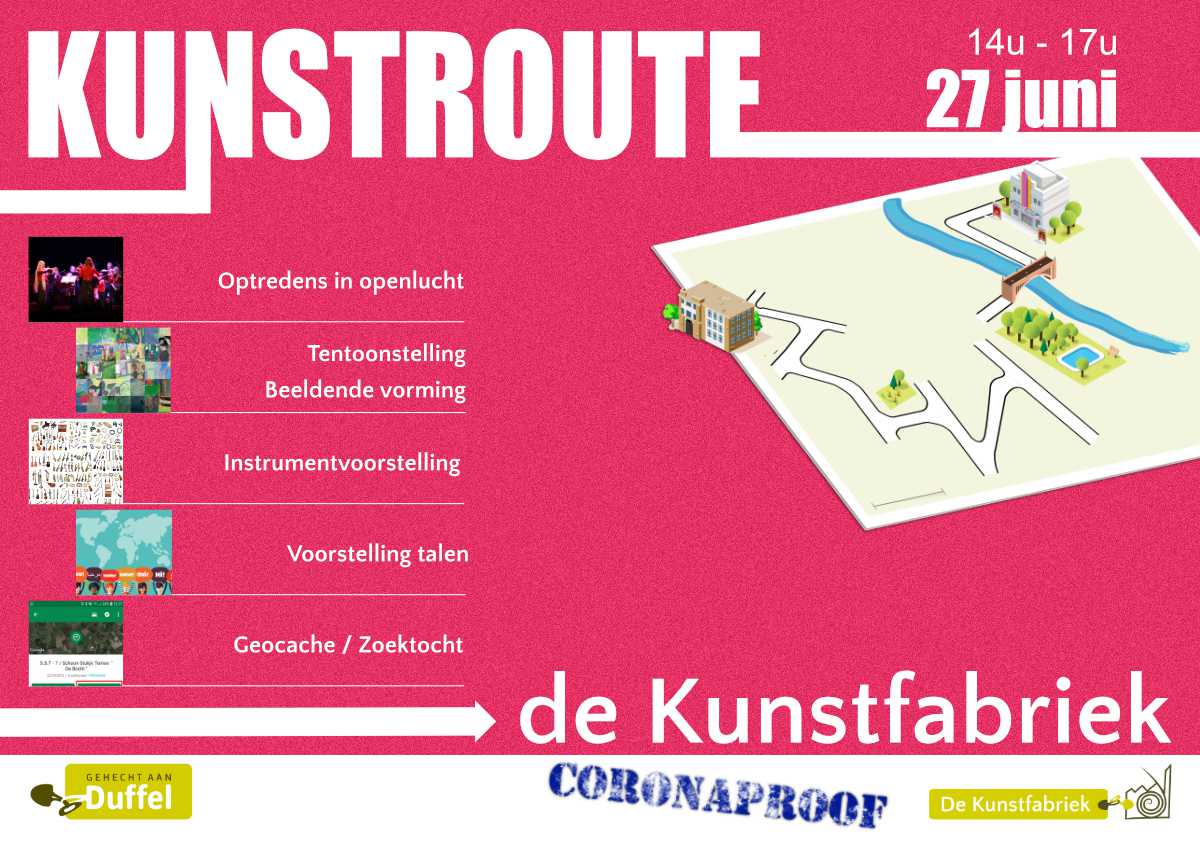 KUNSTROUTE
14u - 17u
27 juni
Optredens in openlucht
Tentoonstelling
Beeldende vorming
Instrumentvoorstelling
Voorstelling talen
Geocache / Zoektocht
de Kunstfabriek
GEHECHT AAN
Duffel
CORONAPROOF
De Kunstfabriek